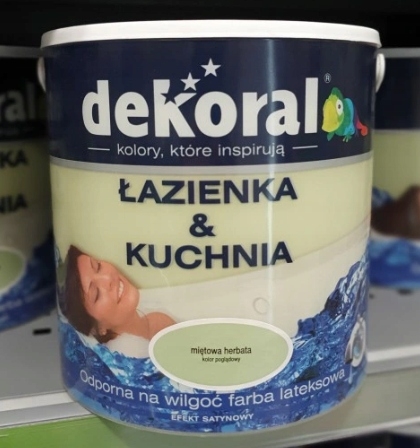 dekoral®
kolory, które inspirują
ŁAZIENKA
&
KUCHNIA
miętowa herbata
kolor poglądowy
Odporna na wilgoć farba lateksowa
EFEKT SATYNOWY